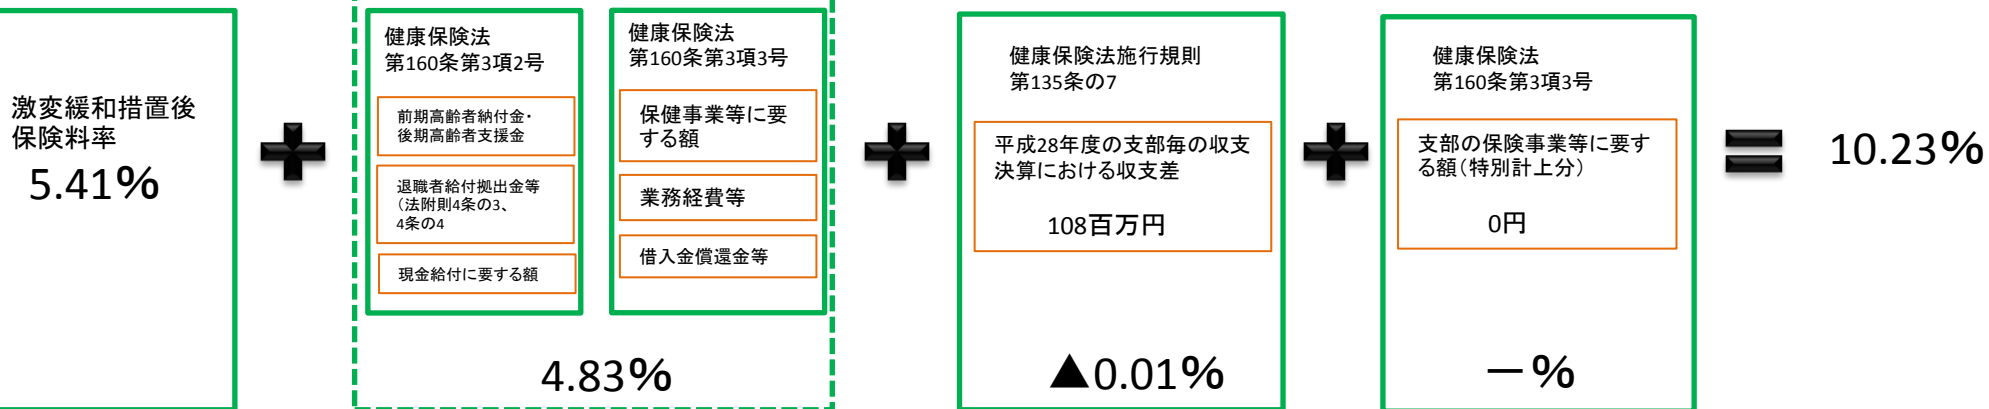 激変緩和措置後
保険料率
5.41%
健康保険法
第160条第3項2号
前期高齢者納付金・
後期高齢者支援金
退職者給付拠出金等
（法附則4条の3、
4条の4
現金給付に要する額
健康保険法
第160条第3項3号
保健事業等に要
する額
業務経費等
借入金償還金等
4.83%
健康保険法施行規則
第135条の7
平成28年度の支部毎の収支
決算における収支差
108百万円
▲0.01%
健康保険法
第160条第3項3号
支部の保険事業等に要す
る額（特別計上分）
0円
－%
10.23%